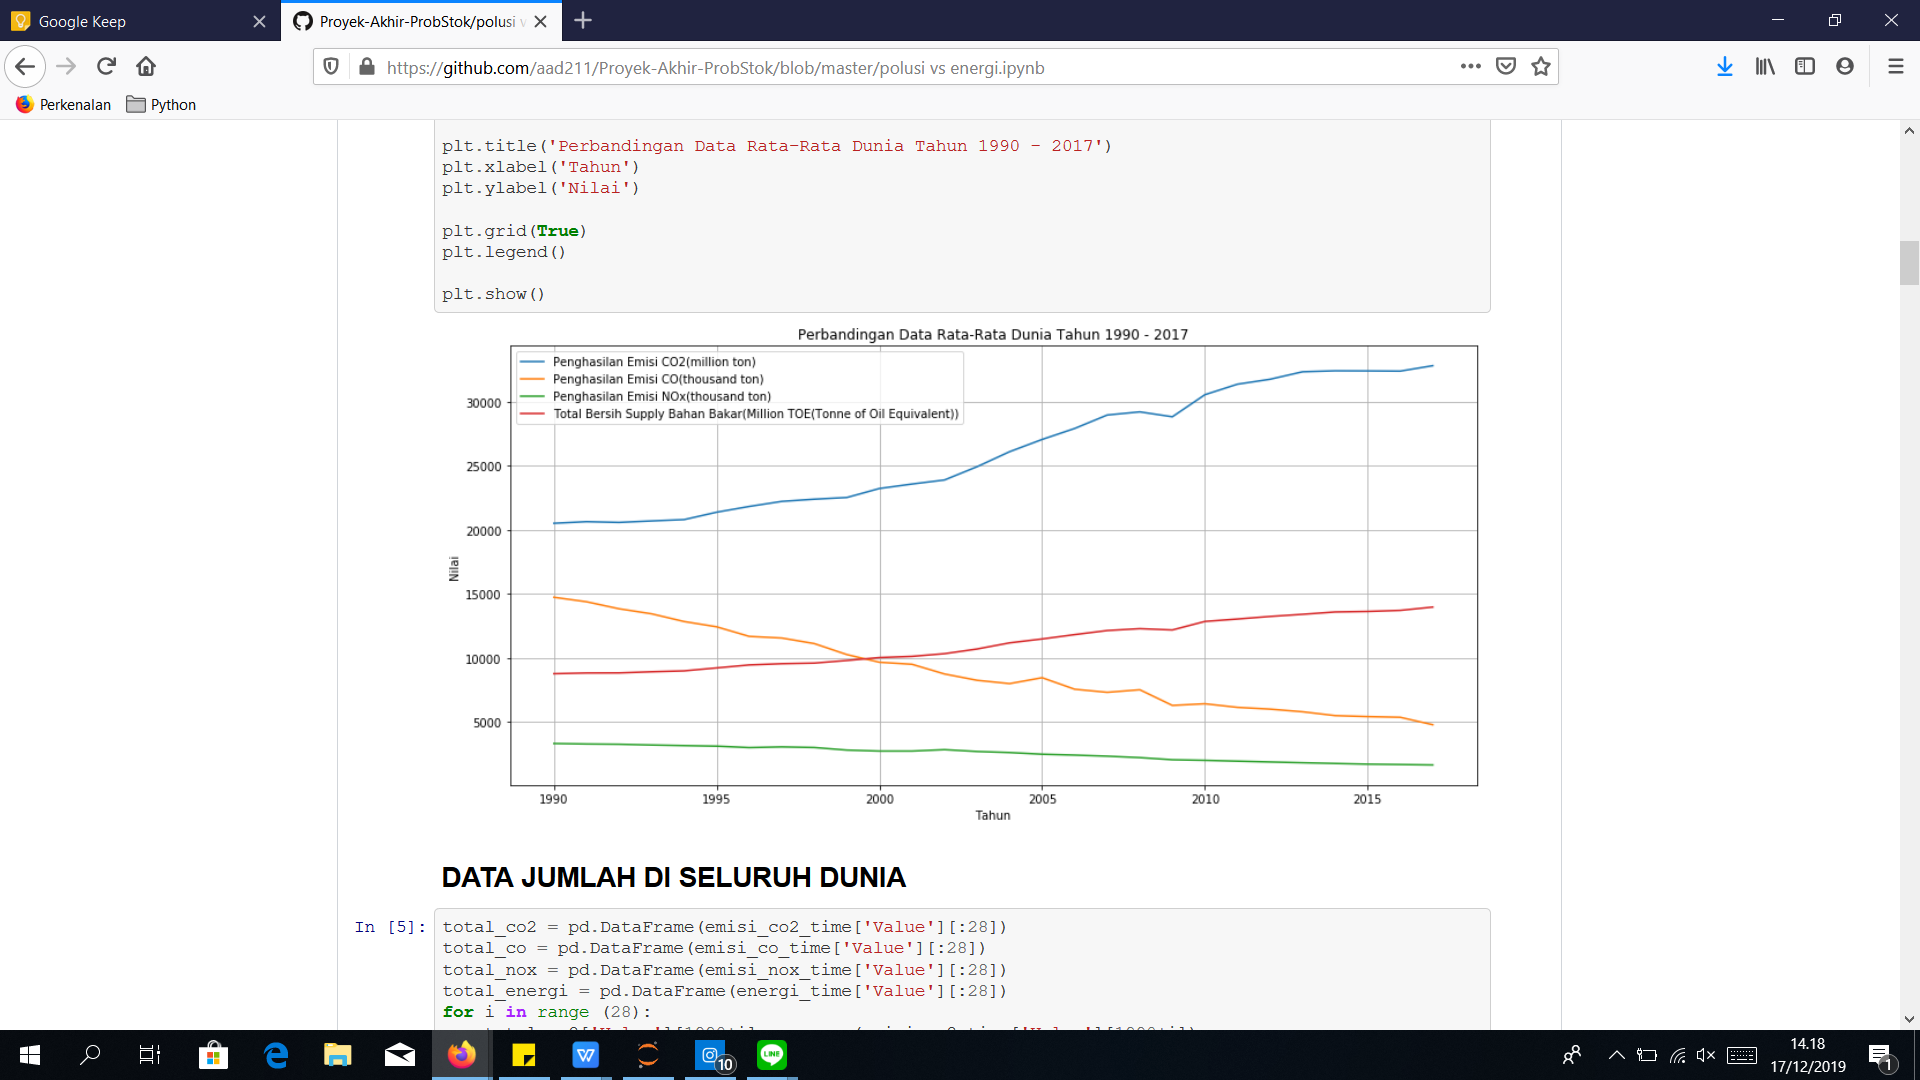 Google Keep
Proyek-Akhir-ProbStok/polusi v
https://github.com/aad211/Proyek-Akhir-ProbStok/blob/master/polusi vs energi.ipynb
Perkenalan
Python
plt.title('Perbandingan Data Rata-Rata Dunia Tahun 1990 - 2017')
plt.xlabel('Tahun')
plt.ylabel('Nilai')
plt.grid(True)
plt.legend()
plt.show()
Perbandingan Data Rata-Rata Dunia Tahun 1990 - 2017
Penghasilan Emisi CO2(million ton)
Penghasilan Emisi CO(thousand ton)
Penghasilan Emisi NOx(thousand ton)
Total Bersih Supply Bahan Bakar(Million TOE(Tonne of Oil Equivalent))
30000
25000
20000
15000
10000
5000
Nilai
1990 1995 2000 2005 2010 2015
Tahun
DATA JUMLAH DI SELURUH DUNIA
In [5]:
total_co2 = pd.DataFrame(emisi_co2_time['Value'][:28])
total_co = pd.DataFrame(emisi_co_time['Value'][:28])
total_nox = pd.DataFrame(emisi_nox_time['Value'][:28])
total_energi = pd.DataFrame(energi_time['Value'][:28])
for i in range (28):
10
LINE
14.18
17/12/2019
1